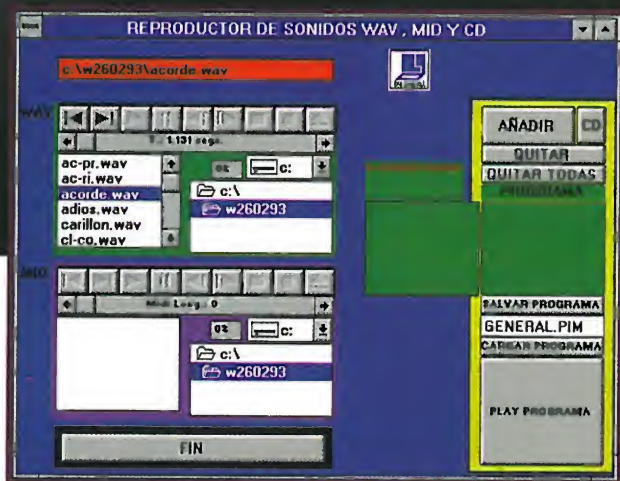 REPRODUCTOR DE SONIDOS WAV , MID Y CD
c:\w260293\acorde.wav
WAV
1.131 segs.
ac-pr.wav
ac-ri.wav
acorde.wav
adios.wav
carillon.wav
cl-co.wav
c:
c:\
w260293
MID
Midi Long.: 0
c:
c:\
w260293
FIN
AÑADIR
CD
QUITAR
QUITAR TODAS
PROGRAMA
SALVAR PROGRAMA
GENERAL.PIM
CARGAR PROGRAMA
PLAY PROGRAMA